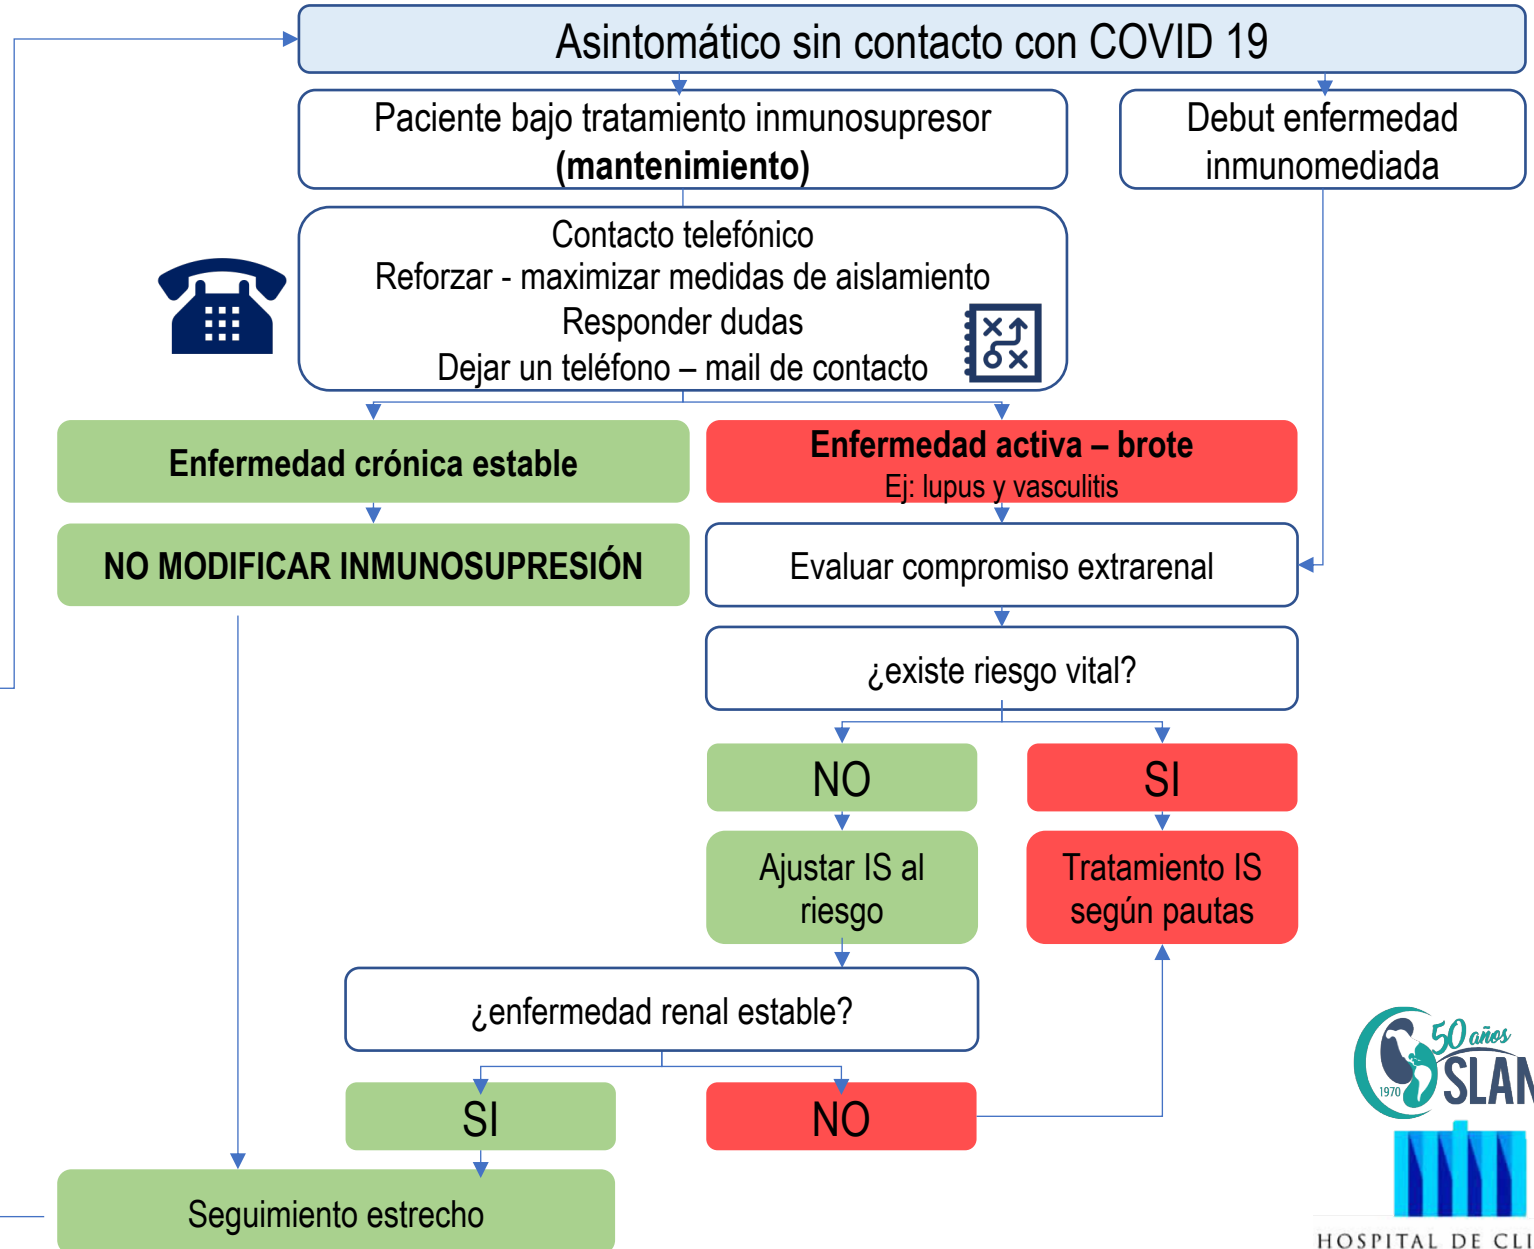 Asintomático sin contacto con COVID 19
Paciente bajo tratamiento inmunosupresor
(mantenimiento)
Debut enfermedad
inmunomediada
Contacto telefónico
Reforzar - maximizar medidas de aislamiento
Responder dudas
Dejar un teléfono – mail de contacto
Enfermedad crónica estable
Enfermedad activa – brote
Ej: lupus y vasculitis
NO MODIFICAR INMUNOSUPRESIÓN
Evaluar compromiso extrarenal
¿existe riesgo vital?
NO
SI
Ajustar IS al
riesgo
Tratamiento IS
según pautas
¿enfermedad renal estable?
SI
NO
Seguimiento estrecho
50 años
1970
SLAN
HOSPITAL DE CLI